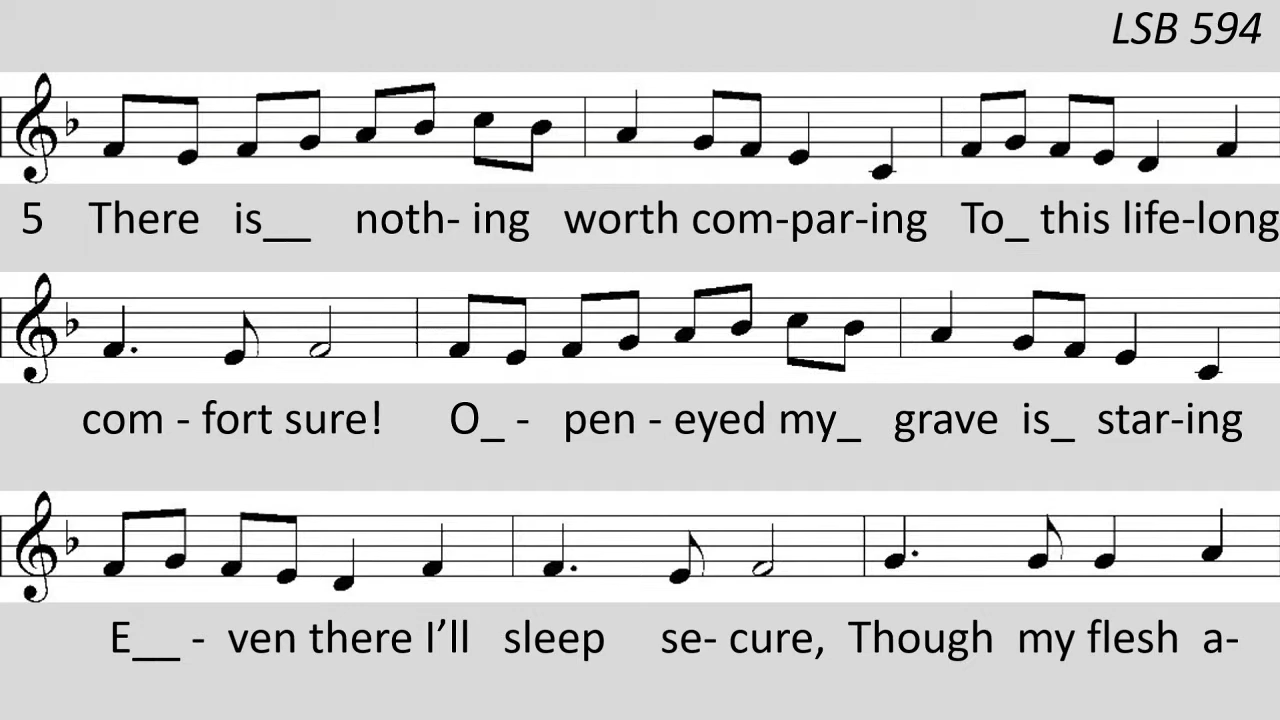 LSB 594
5 There is__ noth- ing worth com-par-ing To_ this life-long
com - fort sure! O_ - pen - eyed my_ grave is_ star-ing
E__ - ven there I’ll sleep se- cure, Though my flesh a-